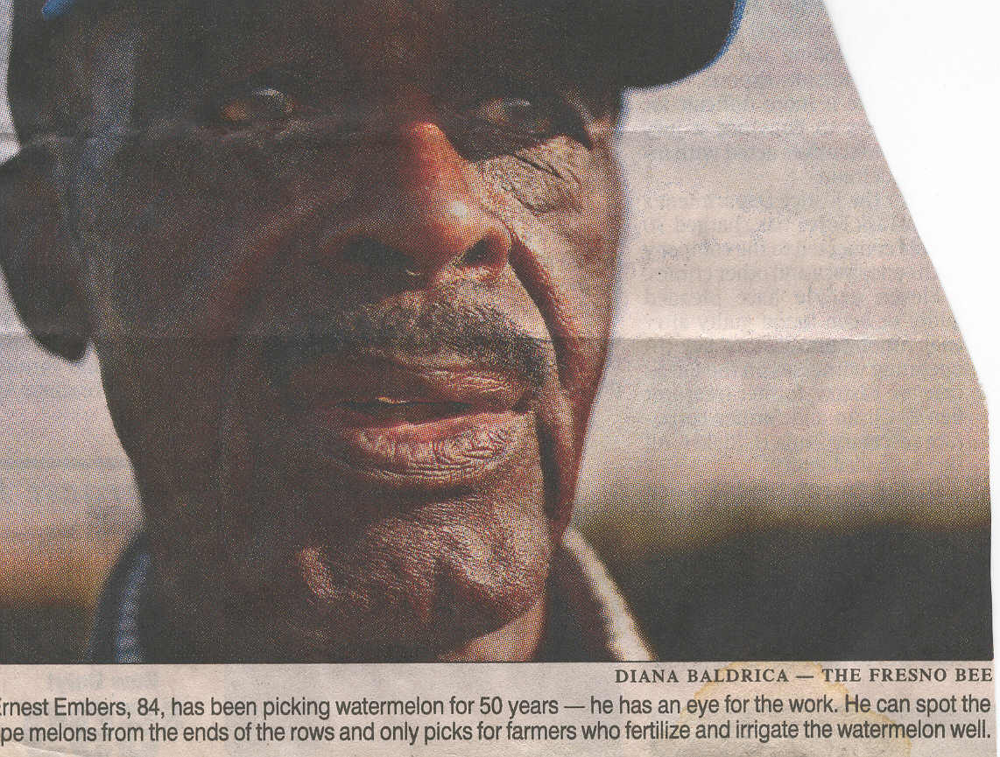 DIANA BALDRICA — THE FRESNO BEE
Ernest Embers, 84, has been picking watermelon for 50 years — he has an eye for the work. He can spot the
pe melons from the ends of the rows and only picks for farmers who fertilize and irrigate the watermelon well.